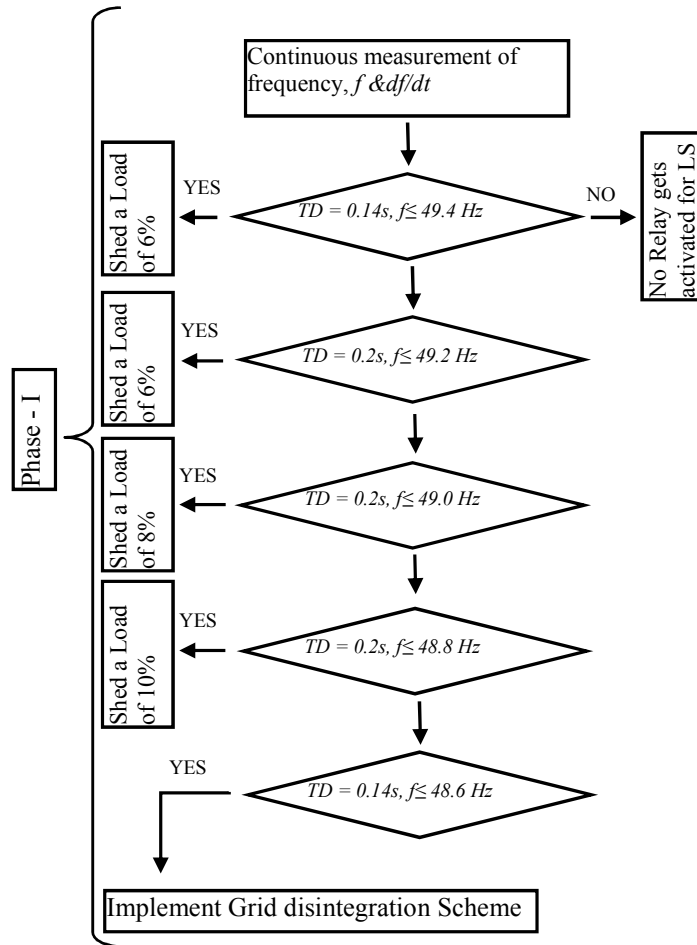 Continuous measurement of
frequency, f &df/dt
YES
TD = 0.14s, f≤ 49.4 Hz
NO
Shed a Load
of 6%
No Relay gets
activated for LS
YES
TD = 0.2s, f≤ 49.2 Hz
Shed a Load
of 6%
Phase - I
YES
TD = 0.2s, f≤ 49.0 Hz
Shed a Load
of 8%
YES
TD = 0.2s, f≤ 48.8 Hz
Shed a Load
of 10%
YES
TD = 0.14s, f≤ 48.6 Hz
Implement Grid disintegration Scheme